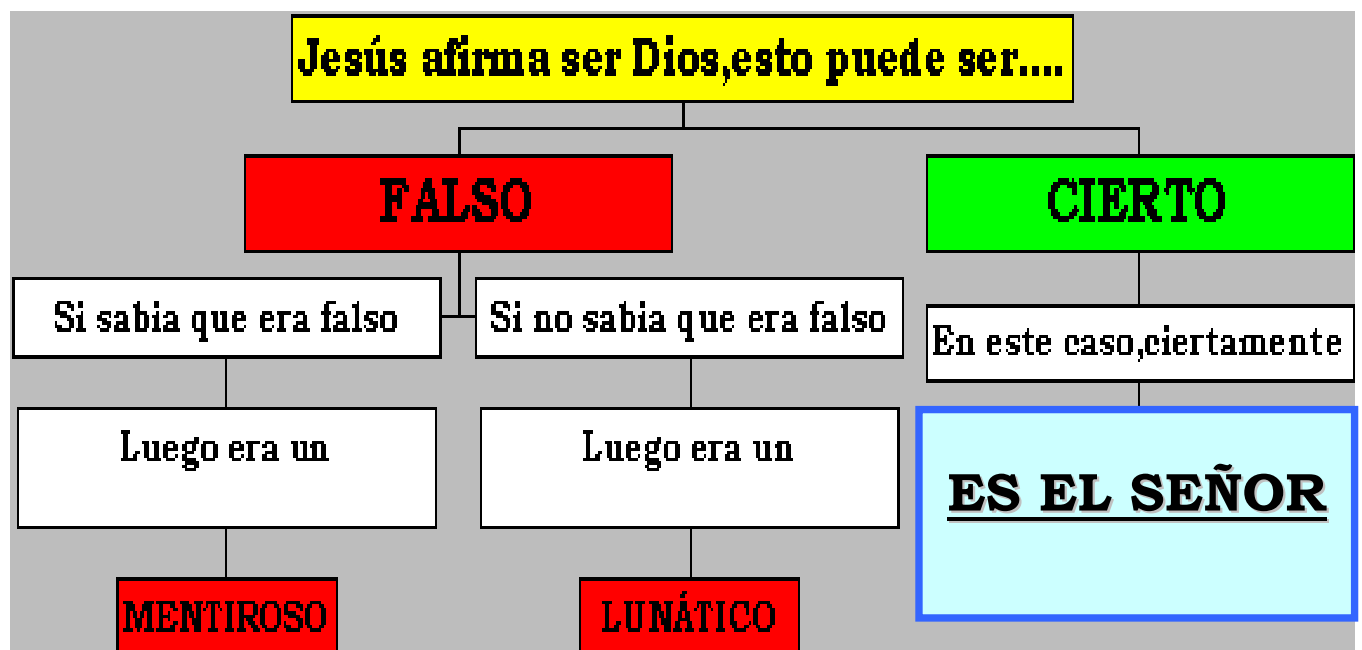 Jesús afirma ser Dios,esto puede ser....
FALSO
CIERTO
Si sabia que era falso
Si no sabia que era falso
En este caso,ciertamente
Luego era un
Luego era un
ES EL SEÑOR
MENTIROSO
LUNÁTICO